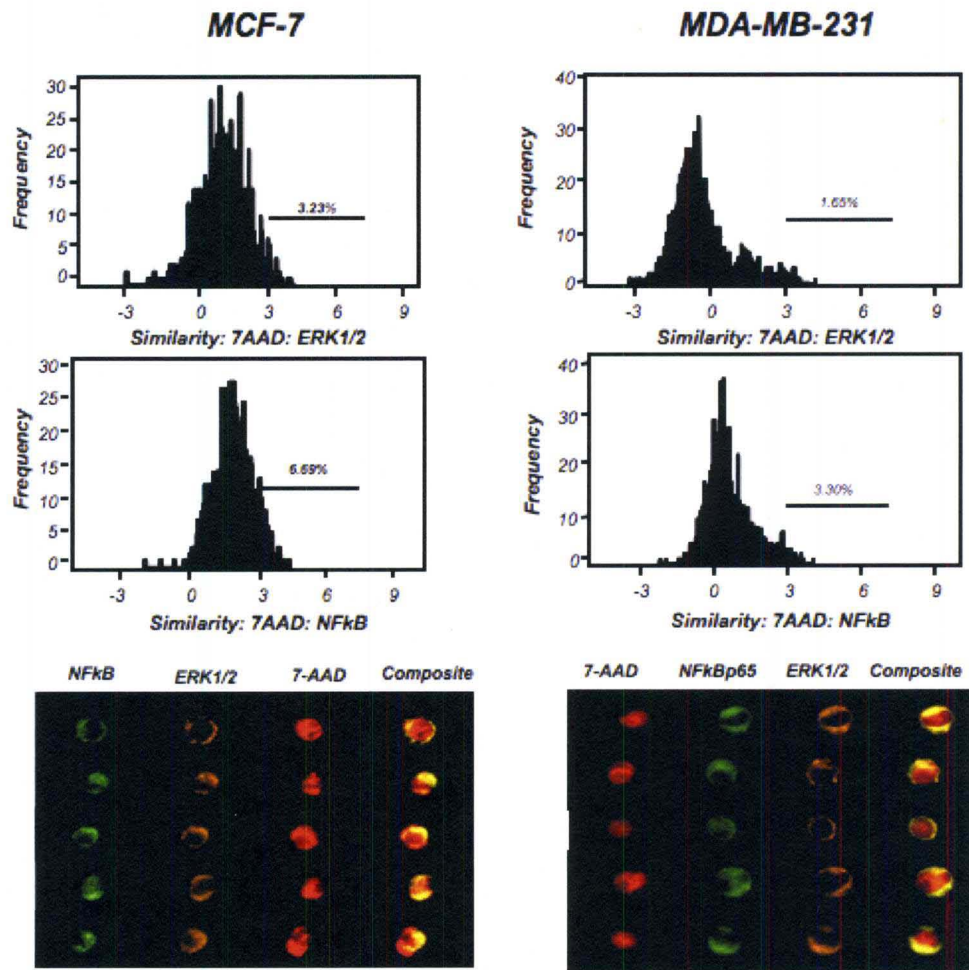 MCF-7
MDA-MB-231
Frequency
30
25
20
15
10
5
0
3.23%
-3 0 3 6 9
Similarity: 7AAD: ERK1/2
Frequency
40
30
20
10
0
1.65%
-3 0 3 6 9
Similarity: 7AAD: ERK1/2
Frequency
30
25
20
15
10
5
0
6.69%
-3 0 3 6 9
Similarity: 7AAD: NFkB
Frequency
40
30
20
10
0
3.30%
-3 0 3 6 9
Similarity: 7AAD: NFkB
NFkB ERK1/2 7-AAD Composite
7-AAD NFkBp65 ERK1/2 Composite